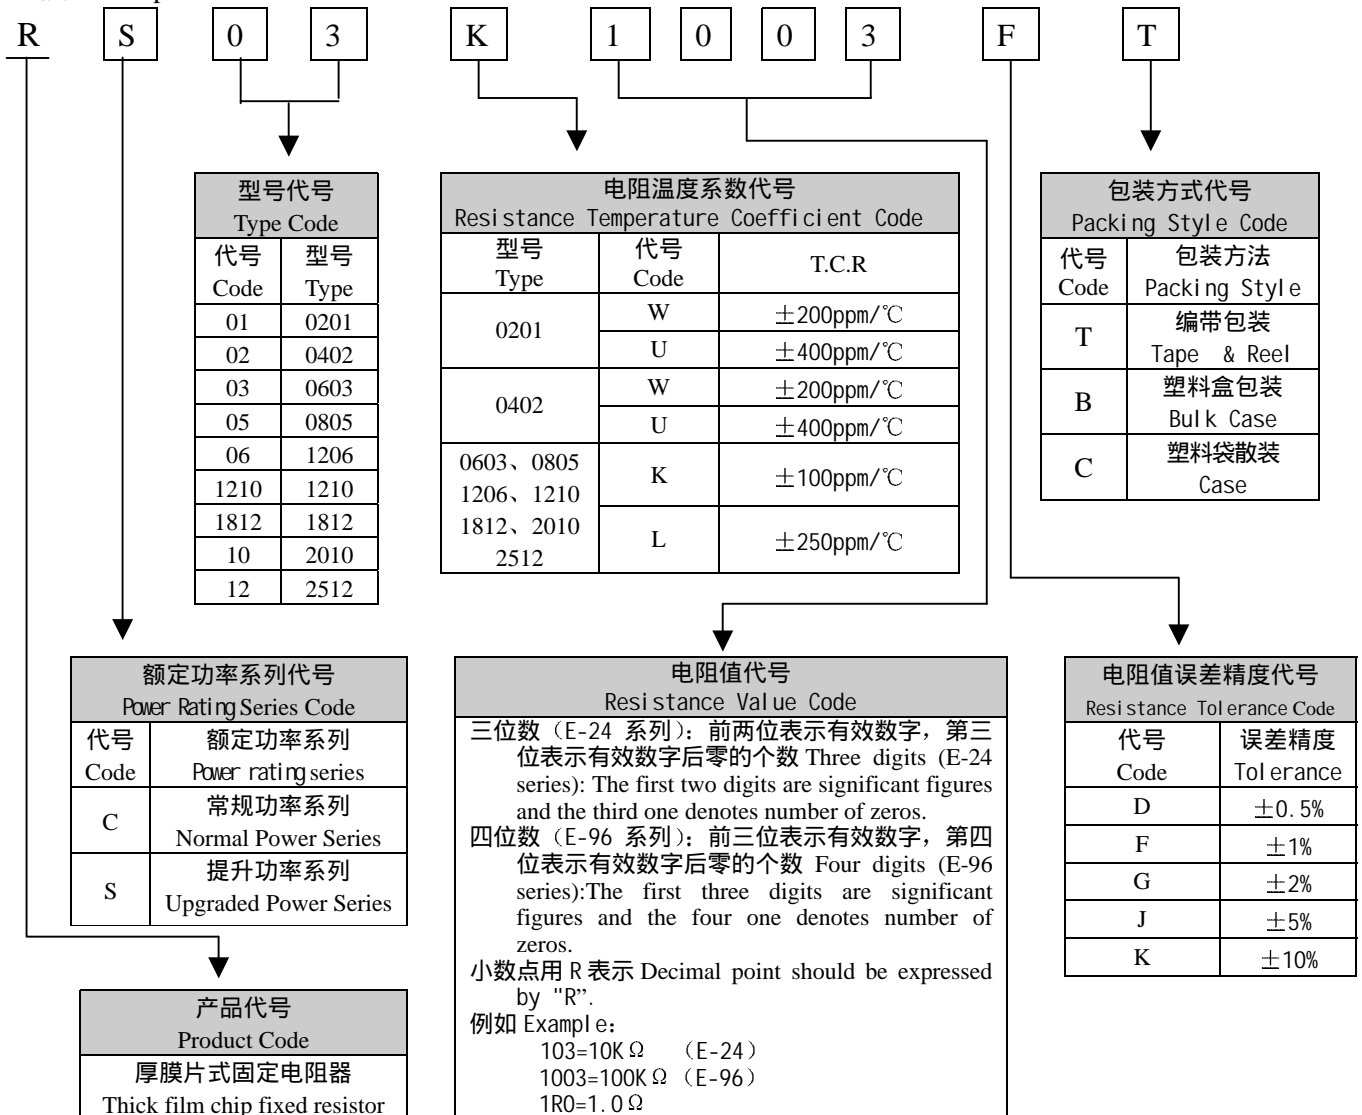 R S 0 3 K 1 0 0 3 F T
型号代号
Type Code
代号 型号
Code Type
01 0201
02 0402
03 0603
05 0805
06 1206
1210 1210
1812 1812
10 2010
12 2512
电阻温度系数代号
Resistance Temperature Coefficient Code
型号 代号 T.C.R
Type Code
0201 W ±200ppm/℃
U ±400ppm/℃
0402 W ±200ppm/℃
U ±400ppm/℃
0603、0805
1206、1210
1812、2010
2512
K ±100ppm/℃
L ±250ppm/℃
包装方式代号
Packing Style Code
代号 包装方法
Code Packing Style
T 编带包装
Tape & Reel
B 塑料盒包装
Bulk Case
C 塑料袋散装
Case
额定功率系列代号
Power Rating Series Code
代号 额定功率系列
Code Power rating series
C 常规功率系列
Normal Power Series
S 提升功率系列
Upgraded Power Series
产品代号
Product Code
厚膜片式固定电阻器
Thick film chip fixed resistor
电阻值代号
Resistance Value Code
三位数（E-24 系列）：前两位表示有效数字，第三
位表示有效数字后零的个数 Three digits (E-24
series): The first two digits are significant figures
and the third one denotes number of zeros.
四位数（E-96 系列）：前三位表示有效数字，第四
位表示有效数字后零的个数 Four digits (E-96
series):The first three digits are significant
figures and the four one denotes number of
zeros.
小数点用 R 表示 Decimal point should be expressed
by "R”.
例如 Example：
103=10KΩ （E-24）
1003=100KΩ（E-96）
1R0=1.0Ω
电阻值误差精度代号
Resistance Tolerance Code
代号 误差精度
Code Tolerance
D ±0.5%
F ±1%
G ±2%
J ±5%
K ±10%